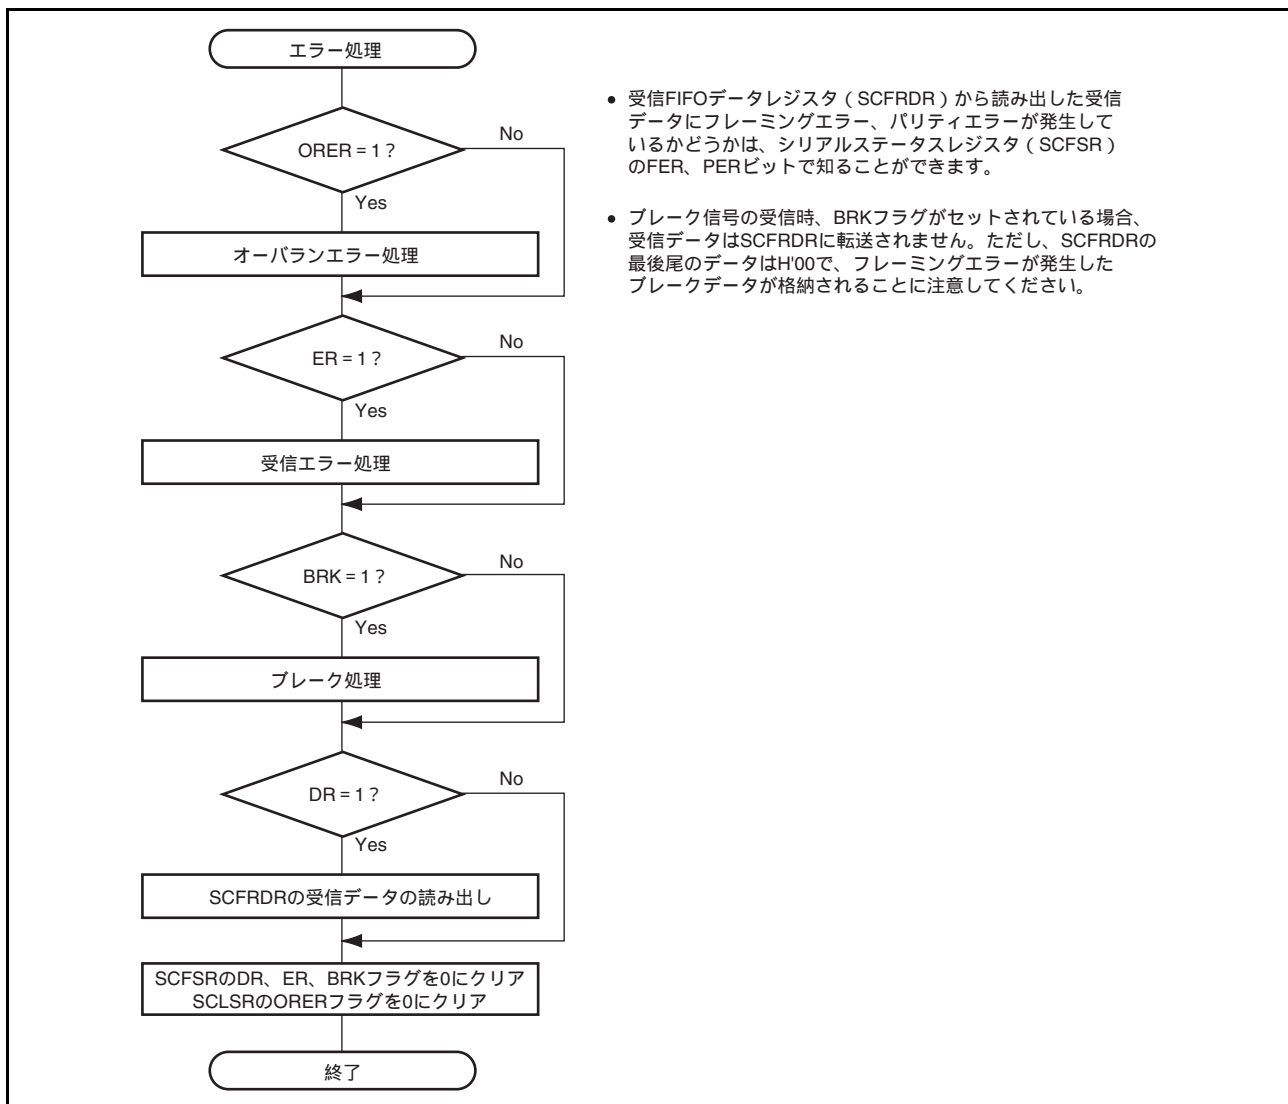 エラー処理
ORER = 1？
No
Yes
オーバランエラー処理
ER = 1？
No
Yes
受信エラー処理
BRK = 1？
No
Yes
ブレーク処理
DR = 1？
No
Yes
SCFRDRの受信データの読み出し
SCFSRのDR、ER、BRKフラグを0にクリア
SCLSRのORERフラグを0にクリア
終了
● 受信FIFOデータレジスタ（SCFRDR）から読み出した受信
データにフレーミングエラー、パリティエラーが発生して
いるかどうかは、シリアルステータスレジスタ（SCFSR）
のFER、PERビットで知ることができます。
● ブレーク信号の受信時、BRKフラグがセットされている場合、
受信データはSCFRDRに転送されません。ただし、SCFRDRの
最後尾のデータはH'00で、フレーミングエラーが発生した
ブレークデータが格納されることに注意してください。